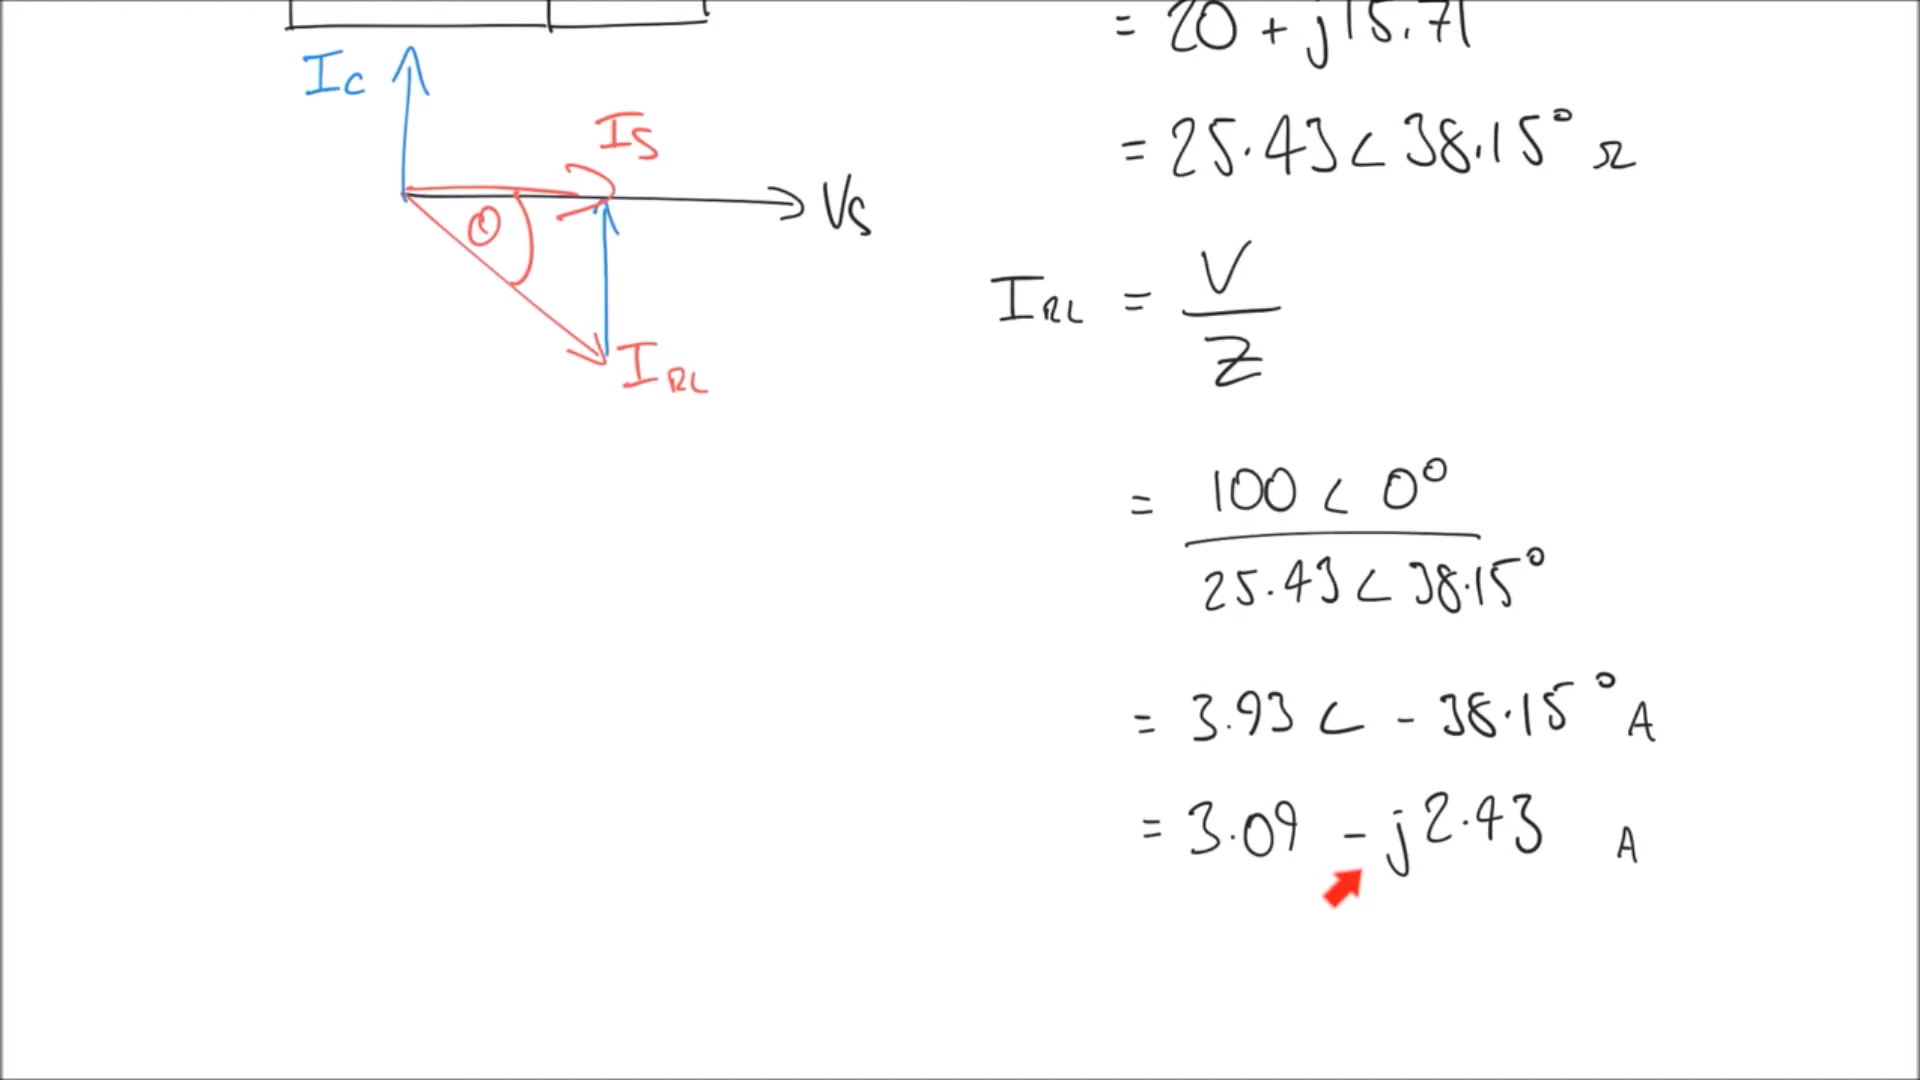 Ic
Is
Vs
θ
IRL
= 20 + j15.71
= 25.43 < 38.15° Ω
IRL = V
Z
= 100 < 0°
25.43 < 38.15°
= 3.93 < - 38.15° A
= 3.09 - j2.43 A